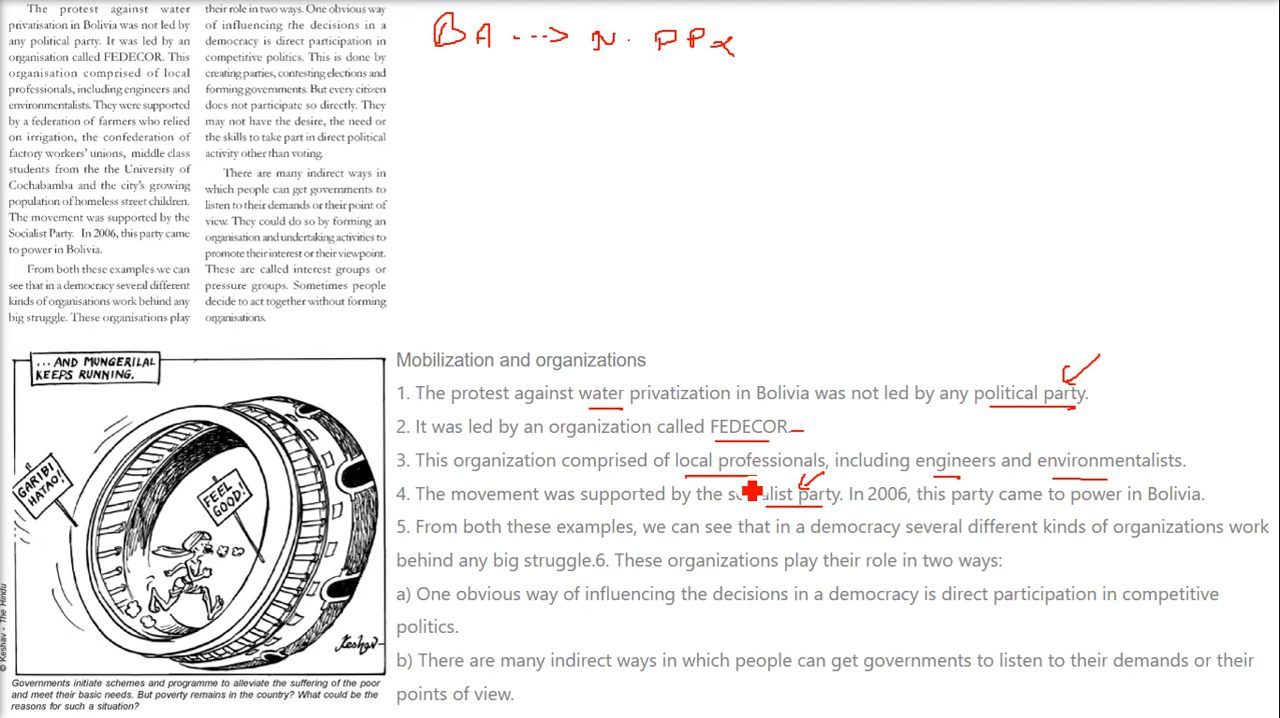 The protest against water
privatisation in Bolivia was not led by
any political party. It was led by an
organisation called FEDECOR. This
organisation comprised of local
professionals, including engineers and
environmentalists. They were supported
by a federation of farmers who relied
on irrigation, the confederation of
factory workers' unions, middle class
students from the the University of
Cochabamba and the city's growing
population of homeless street children.
The movement was supported by the
Socialist Party. In 2006, this party came
to power in Bolivia.
From both these examples we can
see that in a democracy several different
kinds of organisations work behind any
big struggle. These organisations play
their role in two ways. One obvious way
of influencing the decisions in a
democracy is direct participation in
competitive politics. This is done by
creating parties, contesting elections and
forming governments. But every citizen
does not participate so directly. They
may not have the desire, the need or
the skills to take part in direct political
activity other than voting.
There are many indirect ways in
which people can get governments to
listen to their demands or their point of
view. They could do so by forming an
organisation and undertaking activities to
promote their interest or their viewpoint.
These are called interest groups or
pressure groups. Sometimes people
decide to act together without forming
organisations.
BA ---> N. PP
...AND MUNGERILAL
KEEPS RUNNING.
GARIBI
HATAO!
FEEL
GOOD!
Keshav
© Keshav - The Hindu
Governments initiate schemes and programme to alleviate the suffering of the poor
and meet their basic needs. But poverty remains in the country? What could be the
reasons for such a situation?
Mobilization and organizations
1. The protest against water privatization in Bolivia was not led by any political party.
2. It was led by an organization called FEDECOR.
3. This organization comprised of local professionals, including engineers and environmentalists.
4. The movement was supported by the socialist party. In 2006, this party came to power in Bolivia.
5. From both these examples, we can see that in a democracy several different kinds of organizations work
behind any big struggle.6. These organizations play their role in two ways:
a) One obvious way of influencing the decisions in a democracy is direct participation in competitive
politics.
b) There are many indirect ways in which people can get governments to listen to their demands or their
points of view.